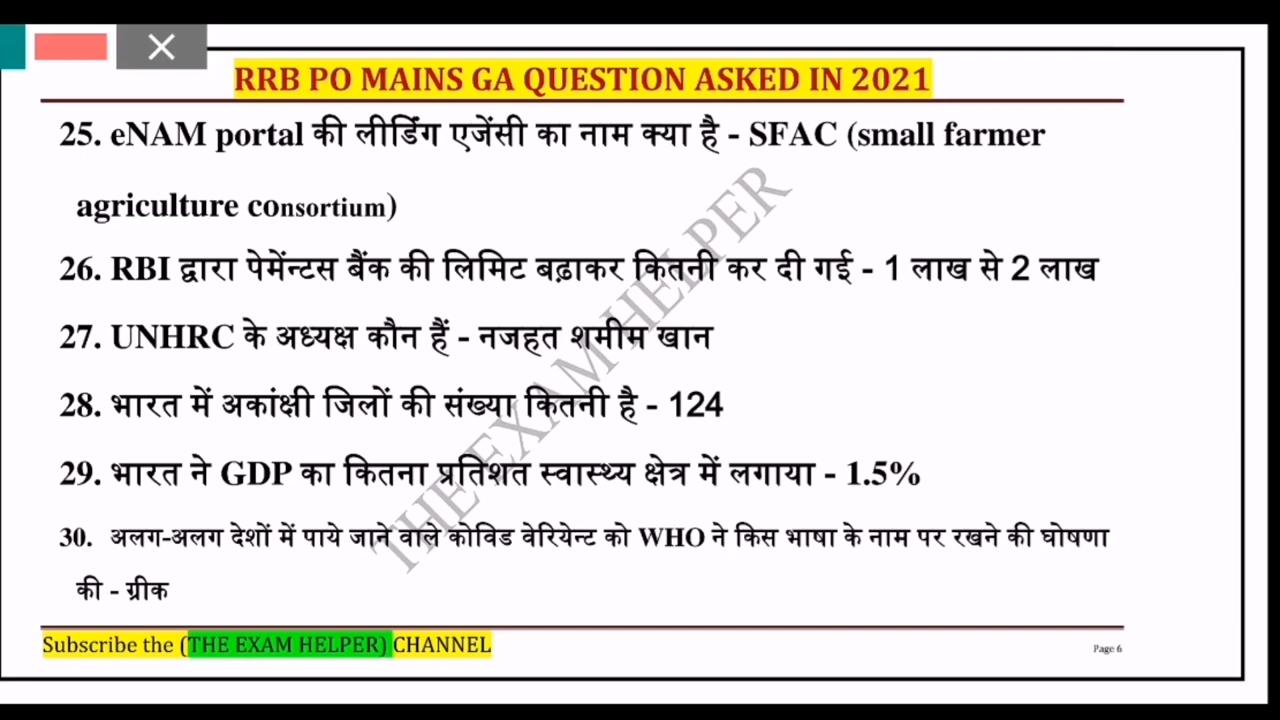 RRB PO MAINS GA QUESTION ASKED IN 2021
25. eNAM portal की लीडिंग एजेंसी का नाम क्या है - SFAC (small farmer
agriculture consortium)
26. RBI द्वारा पेमेंन्टस बैंक की लिमिट बढ़ाकर कितनी कर दी गई - 1 लाख से 2 लाख
27. UNHRC के अध्यक्ष कौन हैं - नजहत शमीम खान
28. भारत में अकांक्षी जिलों की संख्या कितनी है - 124
29. भारत ने GDP का कितना प्रतिशत स्वास्थ्य क्षेत्र में लगाया - 1.5%
30. अलग-अलग देशों में पाये जाने वाले कोविड वेरियेन्ट को WHO ने किस भाषा के नाम पर रखने की घोषणा
की - ग्रीक
THE EXAM HELPER
Subscribe the (THE EXAM HELPER) CHANNEL
Page 6